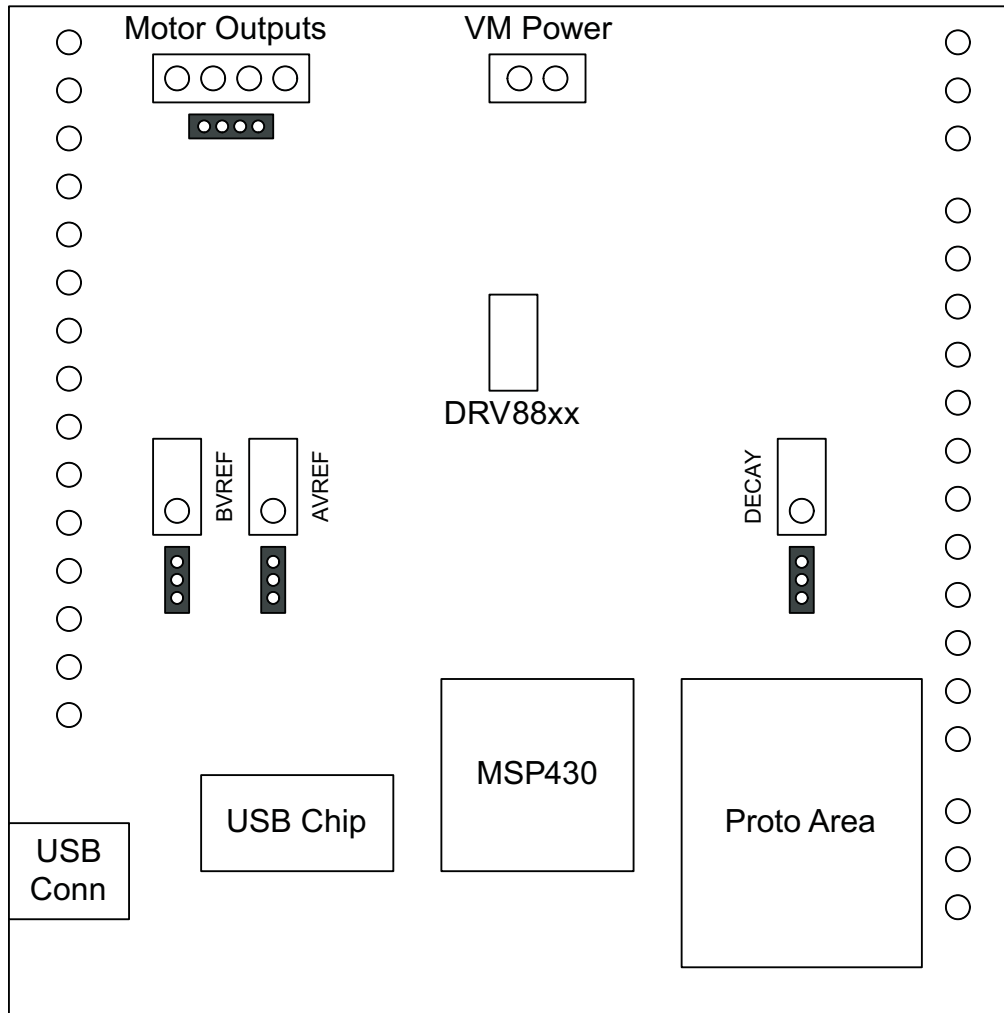 Motor Outputs
VM Power
DRV88xx
BVREF
AVREF
DECAY
MSP430
USB Chip
Proto Area
USB
Conn